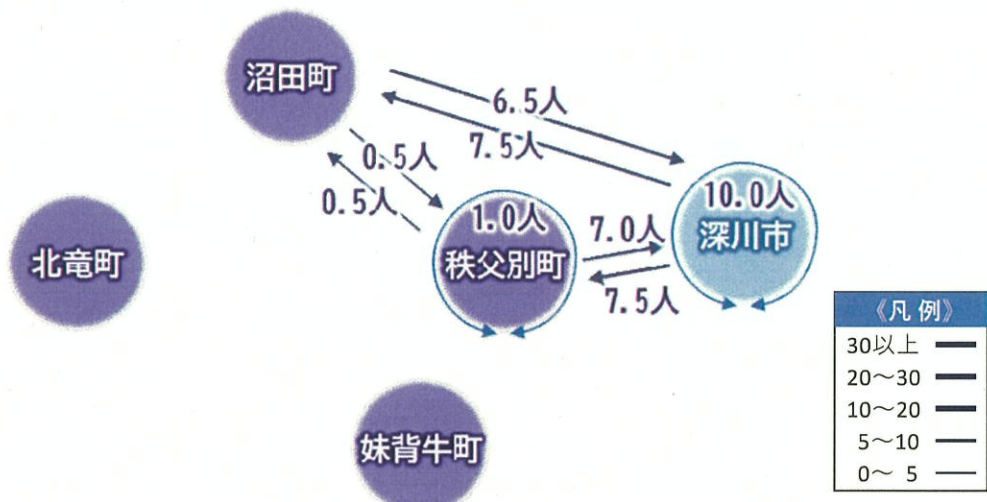 沼田町
6.5人
7.5人
0.5人
0.5人
10.0人
深川市
1.0人
秩父別町
7.0人
7.5人
北竜町
妹背牛町
《凡例》
30以上
20～30
10～20
5～10
0～ 5